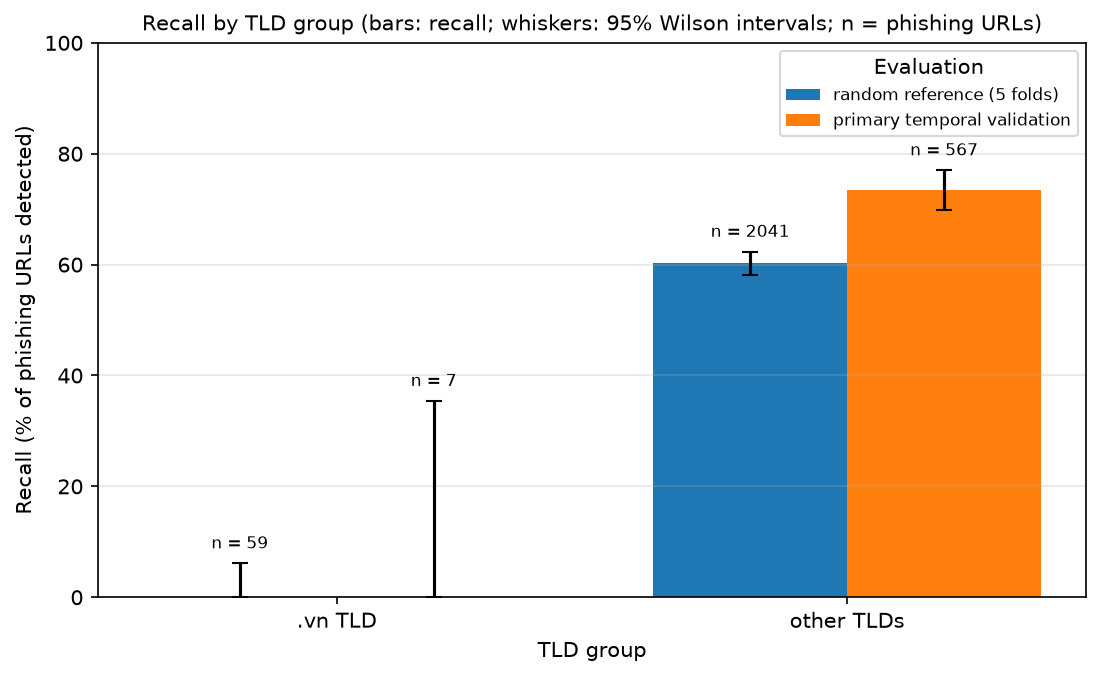 Recall by TLD group (bars: recall; whiskers: 95% Wilson intervals; n = phishing URLs)
Recall (% of phishing URLs detected)
100
80
60
40
20
0
Evaluation
random reference (5 folds)
primary temporal validation
n = 567
n = 2041
n = 7
n = 59
.vn TLD
other TLDs
TLD group